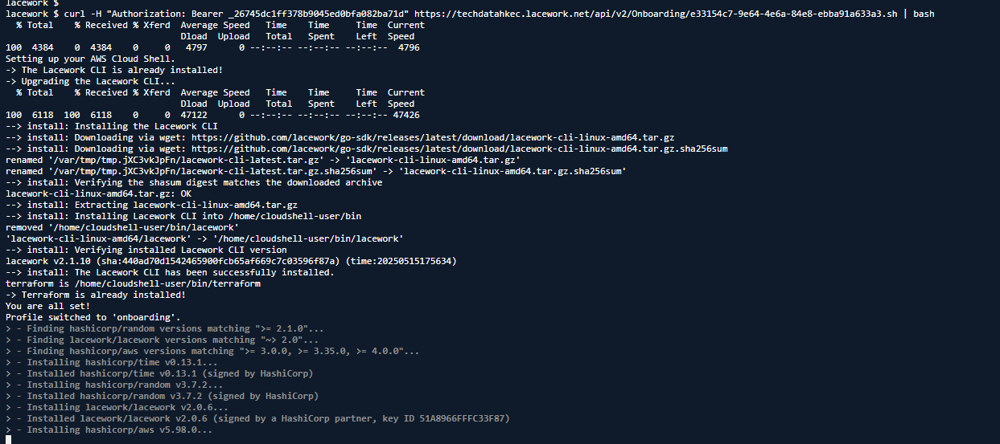 lacework $
lacework $ curl -H "Authorization: Bearer _26745dc1ff378b9045ed0bfa082ba71d" https://techdatahkec.lacework.net/api/v2/Onboarding/e33154c7-9e64-4e6a-84e8-ebba91a633a3.sh | bash
% Total % Received % Xferd Average Speed Time Time Time Current
Dload Upload Total Spent Left Speed
100 4384 0 4384 0 0 4797 0 --:--:-- --:--:-- --:--:-- 4796
Setting up your AWS Cloud Shell.
-> The Lacework CLI is already installed!
-> Upgrading the Lacework CLI...
% Total % Received % Xferd Average Speed Time Time Time Current
Dload Upload Total Spent Left Speed
100 6118 100 6118 0 0 47122 0 --:--:-- --:--:-- --:--:-- 47426
--> install: Installing the Lacework CLI
--> install: Downloading via wget: https://github.com/lacework/go-sdk/releases/latest/download/lacework-cli-linux-amd64.tar.gz
--> install: Downloading via wget: https://github.com/lacework/go-sdk/releases/latest/download/lacework-cli-linux-amd64.tar.gz.sha256sum
renamed '/var/tmp/tmp.jXC3vkJpFn/lacework-cli-latest.tar.gz' -> 'lacework-cli-linux-amd64.tar.gz'
renamed '/var/tmp/tmp.jXC3vkJpFn/lacework-cli-latest.tar.gz.sha256sum' -> 'lacework-cli-linux-amd64.tar.gz.sha256sum'
--> install: Verifying the shasum digest matches the downloaded archive
lacework-cli-linux-amd64.tar.gz: OK
--> install: Extracting lacework-cli-linux-amd64.tar.gz
--> install: Installing Lacework CLI into /home/cloudshell-user/bin
removed '/home/cloudshell-user/bin/lacework'
'lacework-cli-linux-amd64/lacework' -> '/home/cloudshell-user/bin/lacework'
--> install: Verifying installed Lacework CLI version
lacework v2.1.10 (sha:440ad70d1542465900fcb65af669c7c03596f87a) (time:20250515175634)
--> install: The Lacework CLI has been successfully installed.
terraform is /home/cloudshell-user/bin/terraform
-> Terraform is already installed!
You are all set!
Profile switched to 'onboarding'.
> - Finding hashicorp/random versions matching ">= 2.1.0"...
> - Finding lacework/lacework versions matching "~> 2.0"...
> - Finding hashicorp/aws versions matching ">= 3.0.0, >= 3.35.0, >= 4.0.0"...
> - Installing hashicorp/time v0.13.1...
> - Installed hashicorp/time v0.13.1 (signed by HashiCorp)
> - Installing hashicorp/random v3.7.2...
> - Installed hashicorp/random v3.7.2 (signed by HashiCorp)
> - Installing lacework/lacework v2.0.6...
> - Installed lacework/lacework v2.0.6 (signed by a HashiCorp partner, key ID 51A8966FFFC33F87)
> - Installing hashicorp/aws v5.98.0...